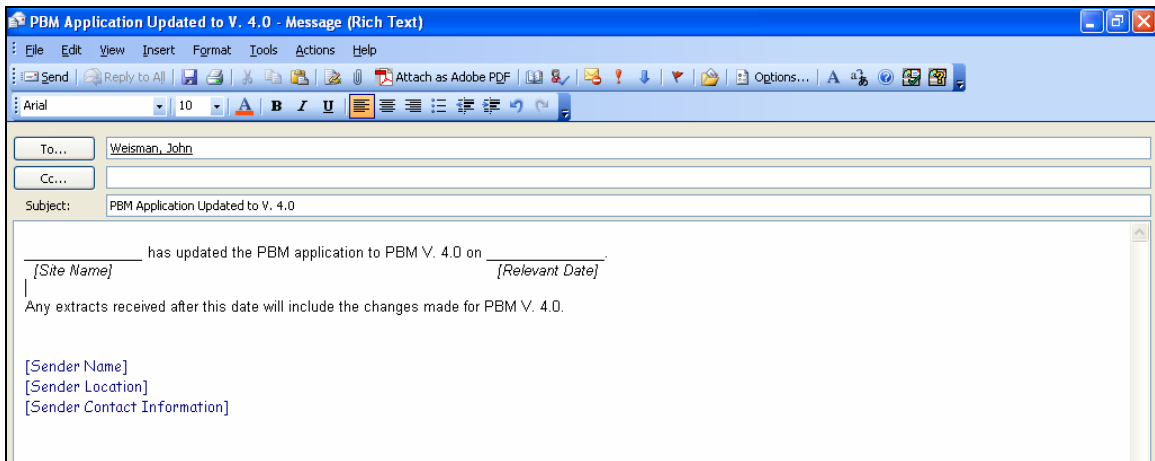 PBM Application Updated to V. 4.0 - Message (Rich Text)
File Edit View Insert Format Tools Actions Help
Send Reply to All Attach as Adobe PDF Options...
Arial 10 A B I U
To... Weisman, John
Cc...
Subject: PBM Application Updated to V. 4.0
______________ has updated the PBM application to PBM V. 4.0 on ______________.
[Site Name] [Relevant Date]
Any extracts received after this date will include the changes made for PBM V. 4.0.
[Sender Name]
[Sender Location]
[Sender Contact Information]